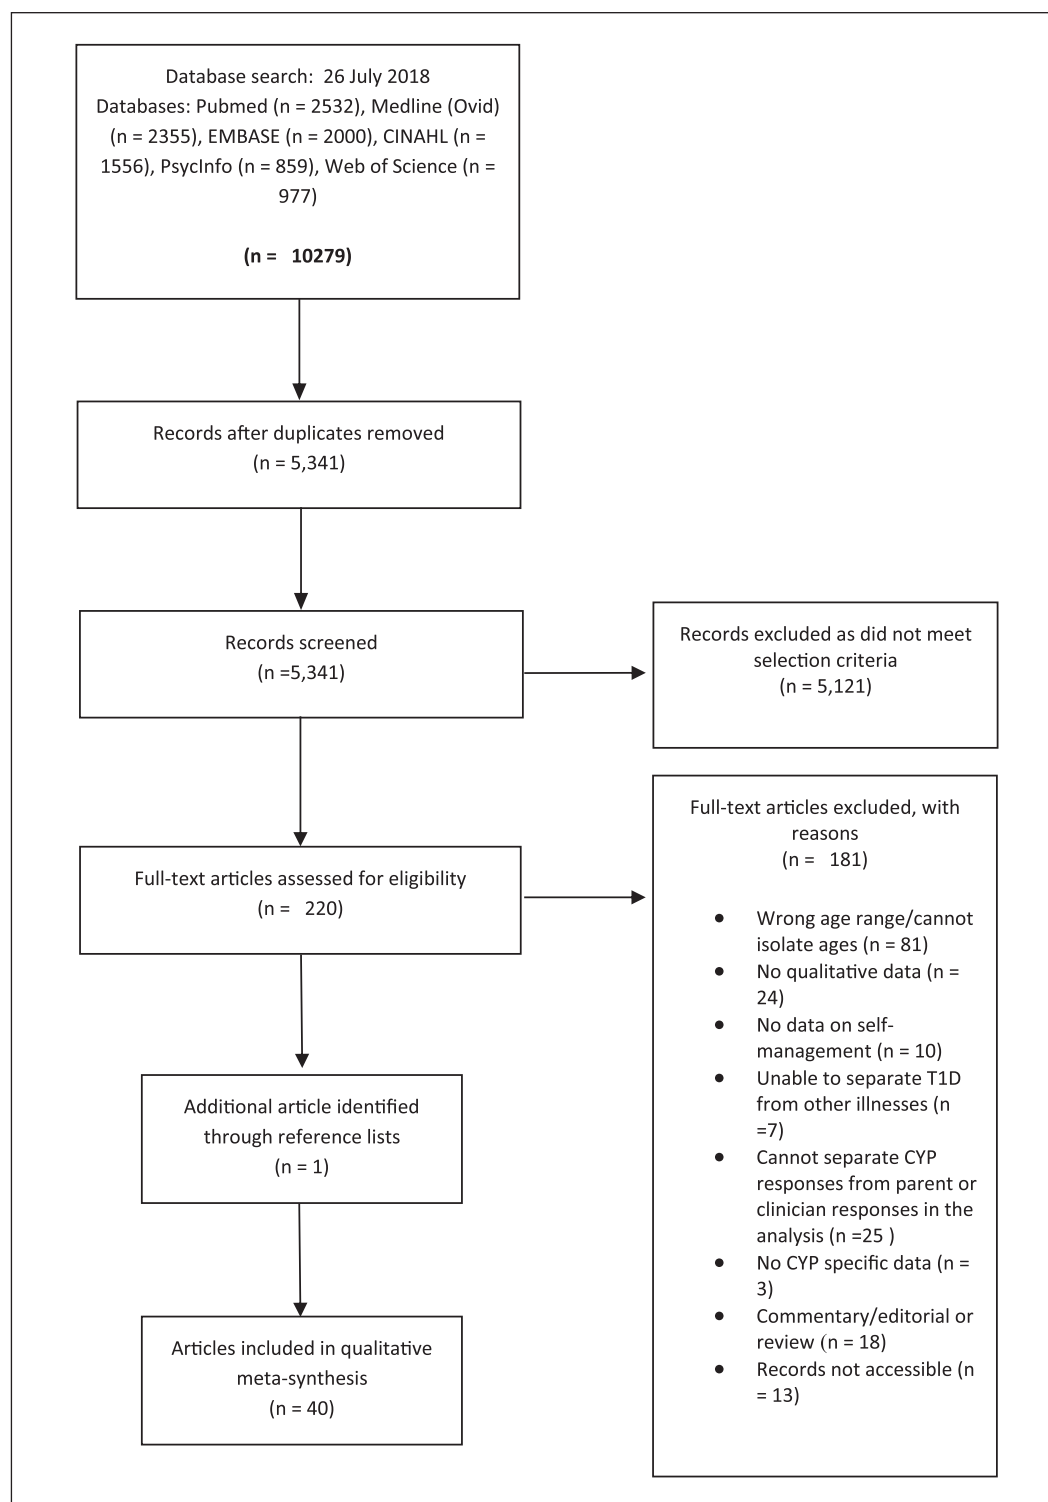 Database search:  26 July 2018
Databases: Pubmed (n = 2532), Medline (Ovid)
(n = 2355), EMBASE (n = 2000), CINAHL (n =
1556), PsycInfo (n = 859), Web of Science (n =
977)
(n =   10279)
Records after duplicates removed
(n = 5,341)
Records screened
(n =5,341)
Records excluded as did not meet
selection criteria
(n = 5,121)
Full-text articles assessed for eligibility
(n =   220)
Full-text articles excluded, with
reasons
(n =   181)
• Wrong age range/cannot
isolate ages (n = 81)
• No qualitative data (n =
24)
• No data on self-
management (n = 10)
• Unable to separate T1D
from other illnesses (n
=7)
• Cannot separate CYP
responses from parent or
clinician responses in the
analysis (n =25 )
• No CYP specific data (n =
3)
• Commentary/editorial or
review (n = 18)
• Records not accessible (n
= 13)
Additional article identified
through reference lists
(n = 1)
Articles included in qualitative
meta-synthesis
(n = 40)